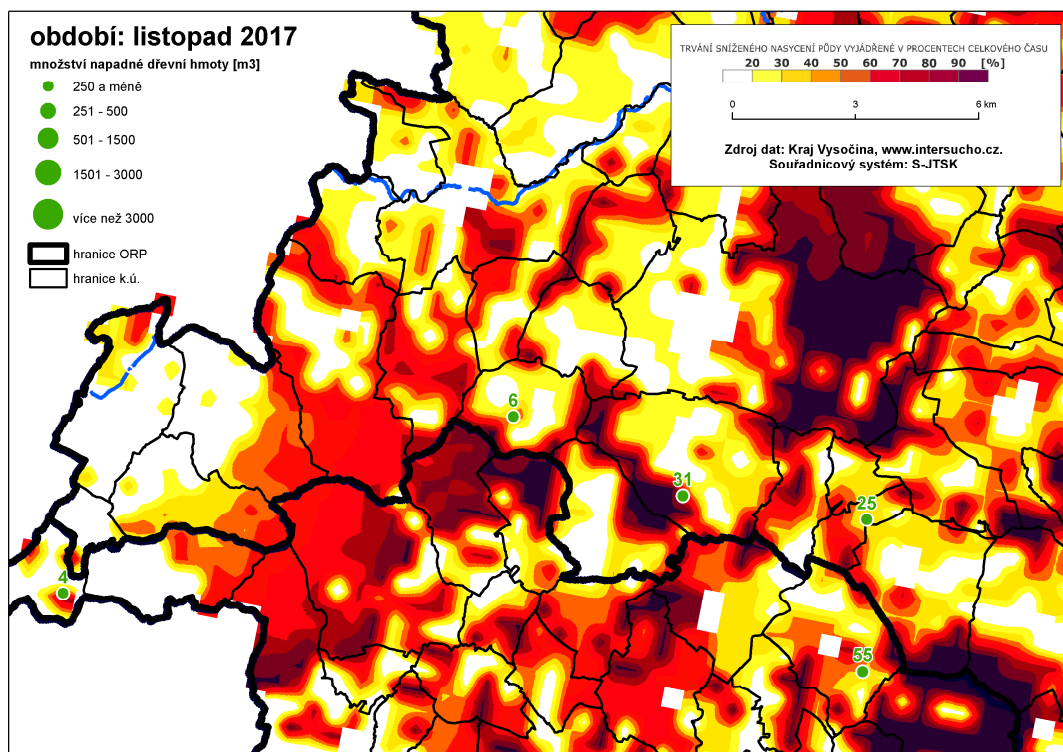 období: listopad 2017
množství napadné dřevní hmoty [m3]
250 a méně
251 - 500
501 - 1500
1501 - 3000
více než 3000
hranicc ORP
hranice k.ú.
TRVÁNÍ SNÍŽENÉHO NASYCENÍ PŮDY VYJÁDŘENÉ V PROCENTECH CELKOVÉHO ČASU
20 30 40 50 60 70 80 90 [%]
0 3 6 km
Zdroj dat: Kraj Vysočina, www.intersucho.cz.
Souřadnicový systém: S-JTSK
6
31
25
4
55